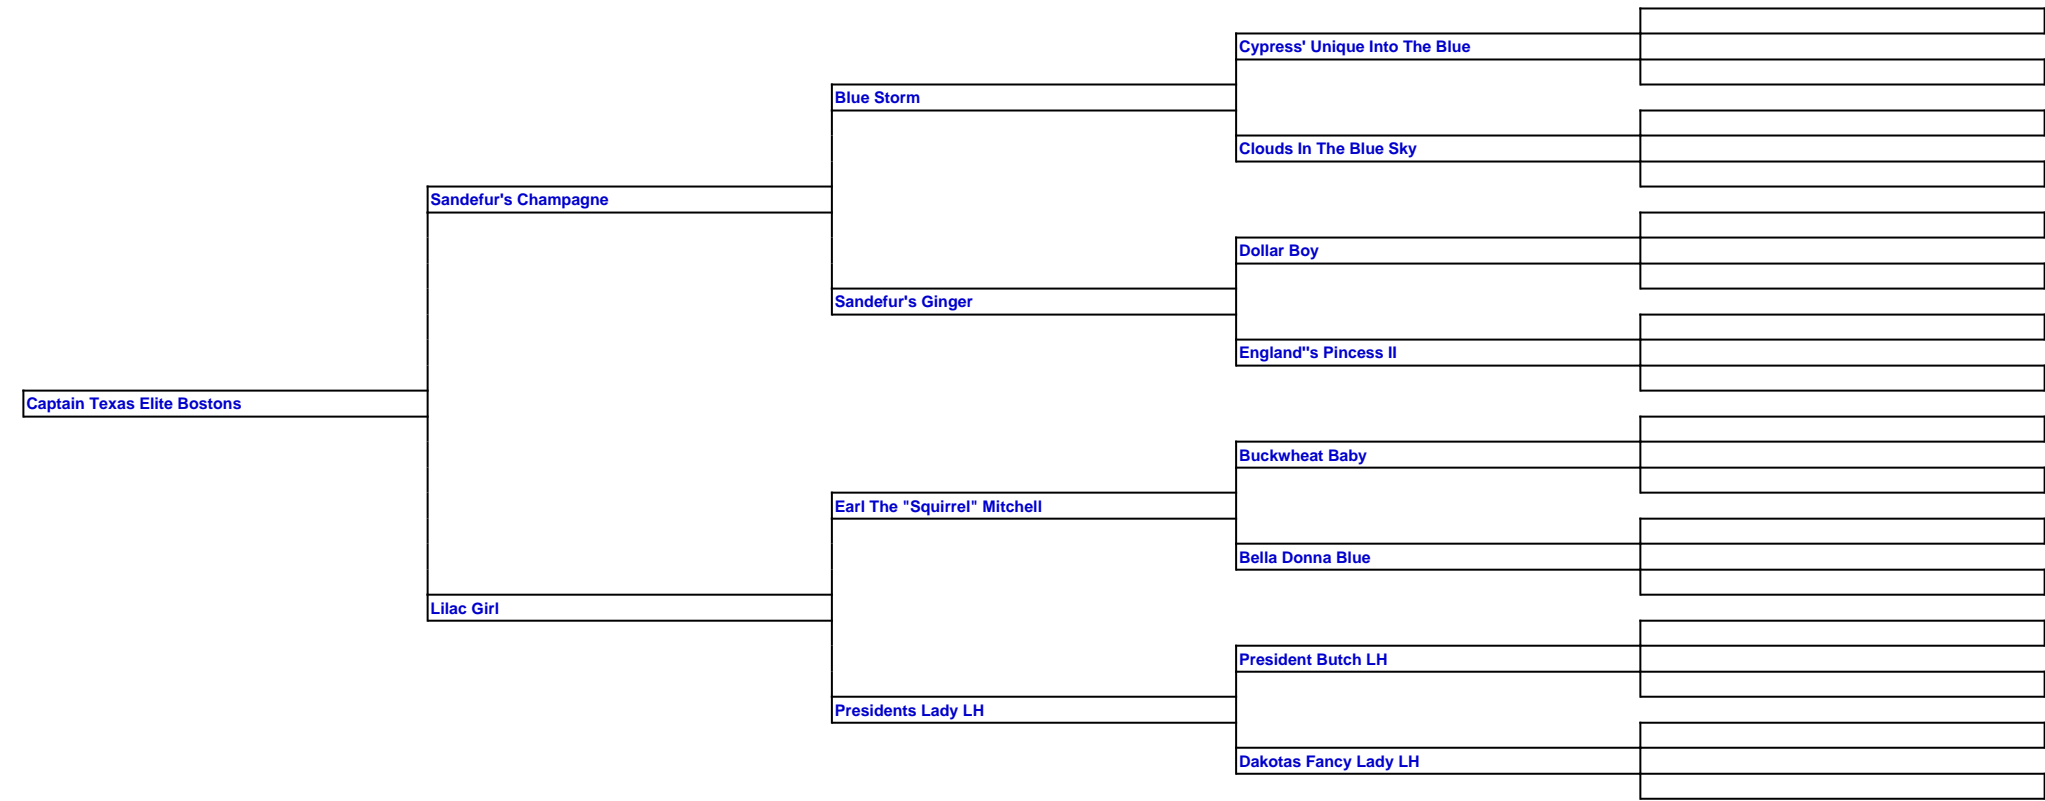 Cypress' Unique Into The Blue
Blue Storm
Clouds In The Blue Sky
Sandefur's Champagne
Dollar Boy
Sandefur's Ginger
England"s Pincess II
Captain Texas Elite Bostons
Buckwheat Baby
Earl The "Squirrel" Mitchell
Bella Donna Blue
Lilac Girl
President Butch LH
Presidents Lady LH
Dakotas Fancy Lady LH